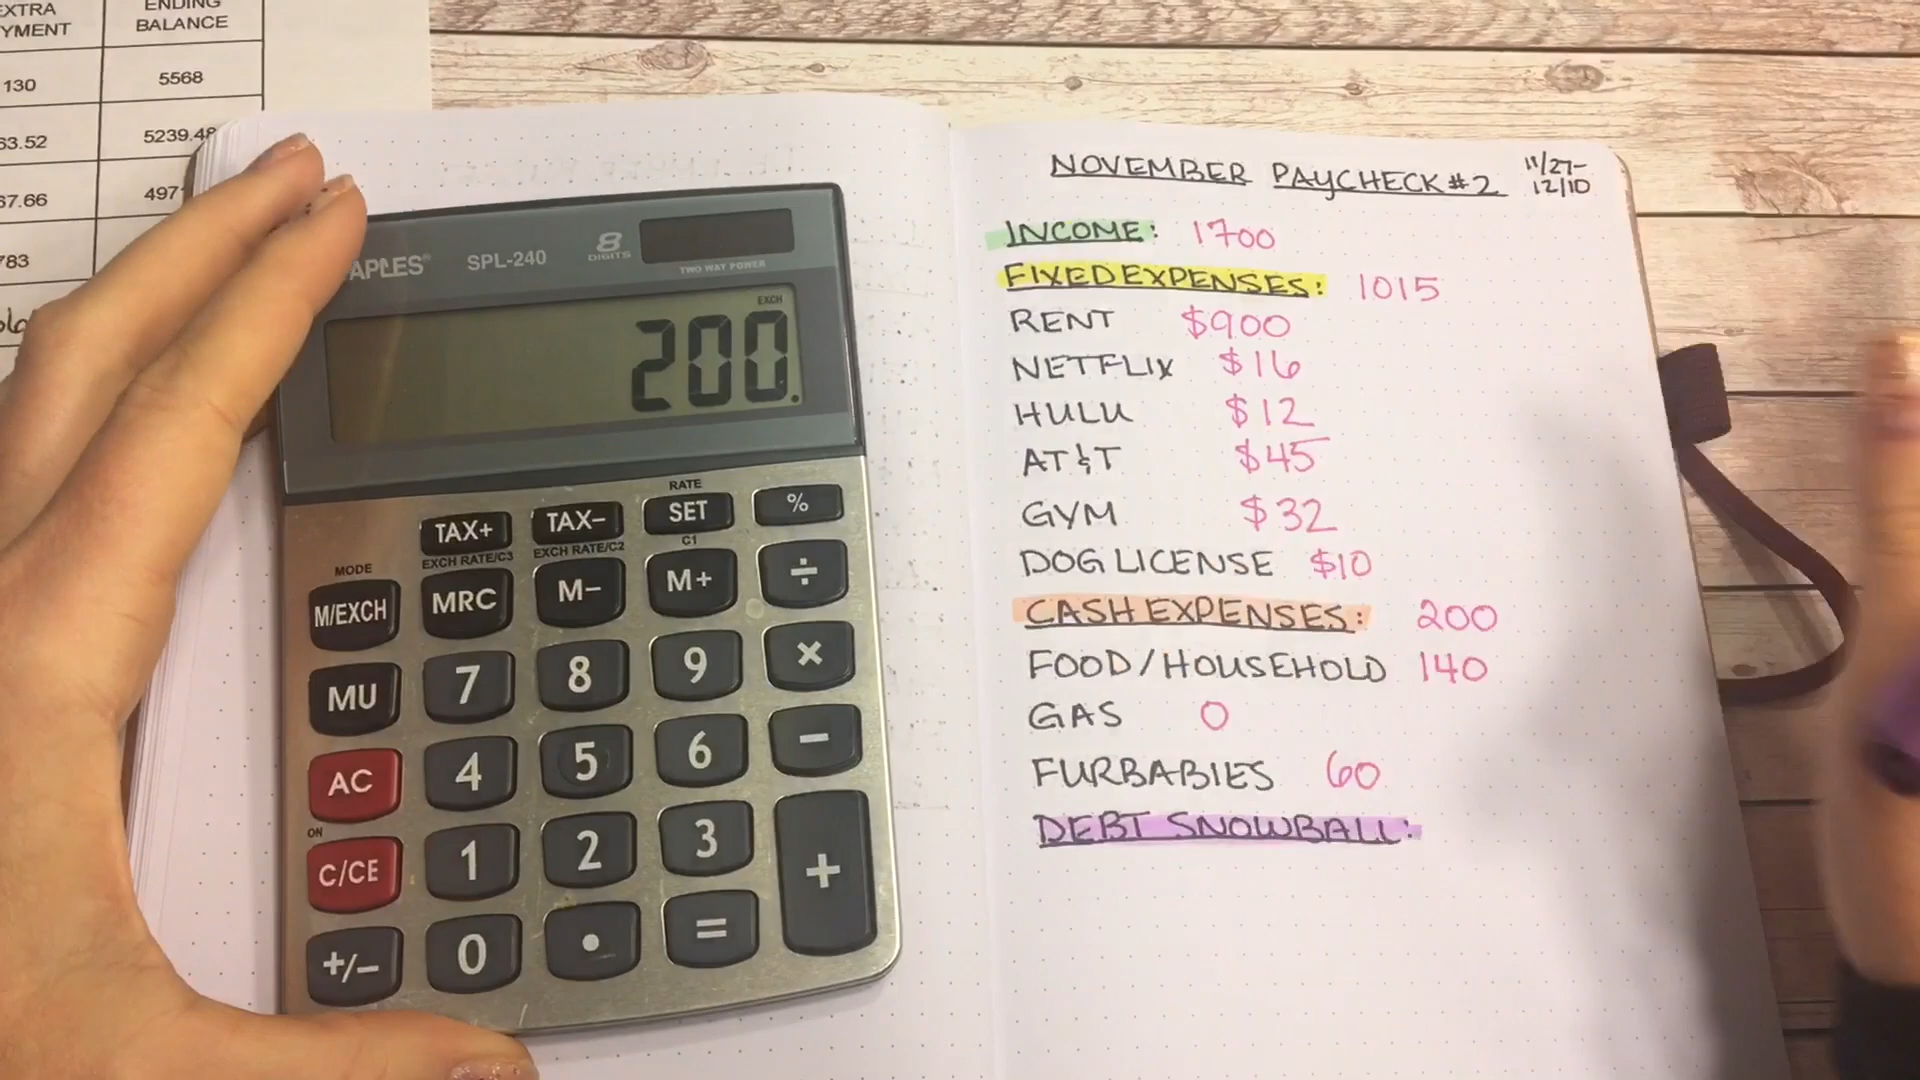 EXTRA
YMENT
ENDING
BALANCE
130
5568
63.52
5239.48
67.66
497
783
APLES®
SPL-240
8
DIGITS
TWO WAY POWER
EXCH
200.
TAX+
TAX–
RATE
SET
%
EXCH RATE/C3
EXCH RATE/C2
C1
MODE
M/EXCH
MRC
M–
M+
÷
MU
7
8
9
×
AC
4
5
6
–
ON
C/CE
1
2
3
+
+/–
0
.
=
NOVEMBER PAYCHECK #2 11/27-
12/10
INCOME: 1700
FIXED EXPENSES: 1015
RENT $900
NETFLIX $16
HULU $12
AT&T $45
GYM $32
DOG LICENSE $10
CASH EXPENSES: 200
FOOD/HOUSEHOLD 140
GAS 0
FURBABIES 60
DEBT SNOWBALL: